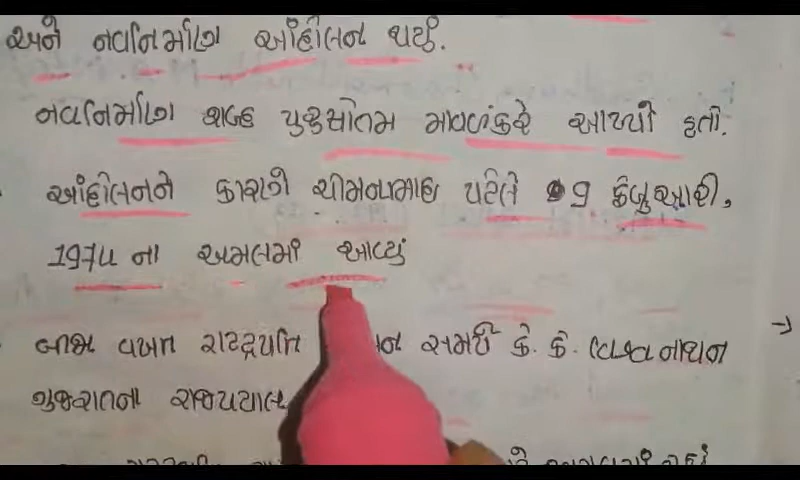 અને નવનિર્માણ આંદોલન થયું.
નવનિર્માણ શબ્દ પુરુસોતમ માવળંકરે આપ્યો હતો.
આંદોલનને કારણે ચીમનભાઇ પટેલે 9 ફેબ્રુઆરી,
1974 ના અમલમાં આવ્યું
વખત રાષ્ટ્રપતિ સમયે કે. કે. વિશ્વનાથન
ગુજરાતના રાજ્યપાલ